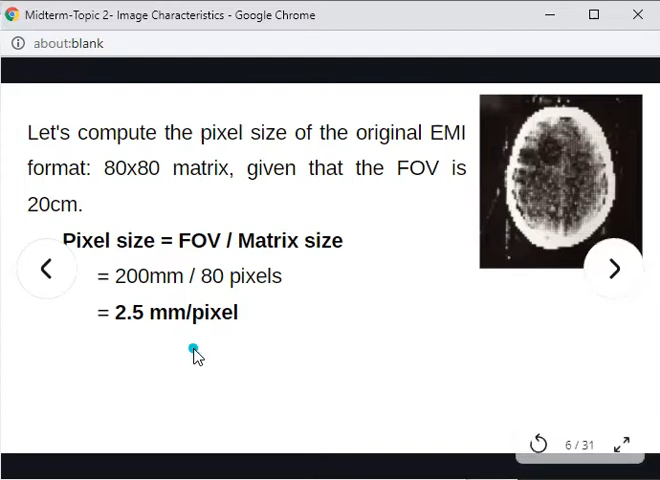 Midterm-Topic 2- Image Characteristics - Google Chrome
about:blank
Let's compute the pixel size of the original EMI
format: 80x80 matrix, given that the FOV is
20cm.
Pixel size = FOV / Matrix size
= 200mm / 80 pixels
= 2.5 mm/pixel
6 / 31